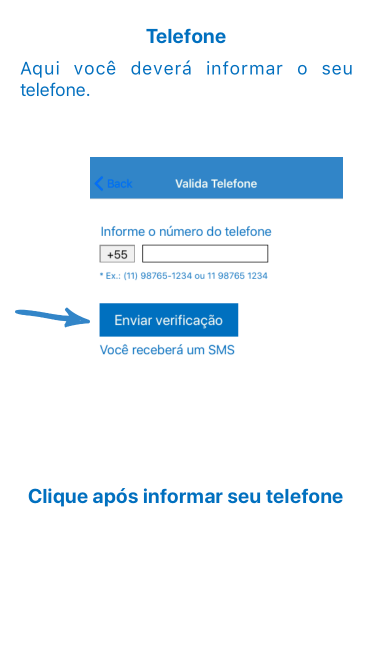 Telefone
Aqui você deverá informar o seu
telefone.
Back
Valida Telefone
Informe o número do telefone
+55
* Ex.: (11) 98765-1234 ou 11 98765 1234
Enviar verificação
Você receberá um SMS
Clique após informar seu telefone